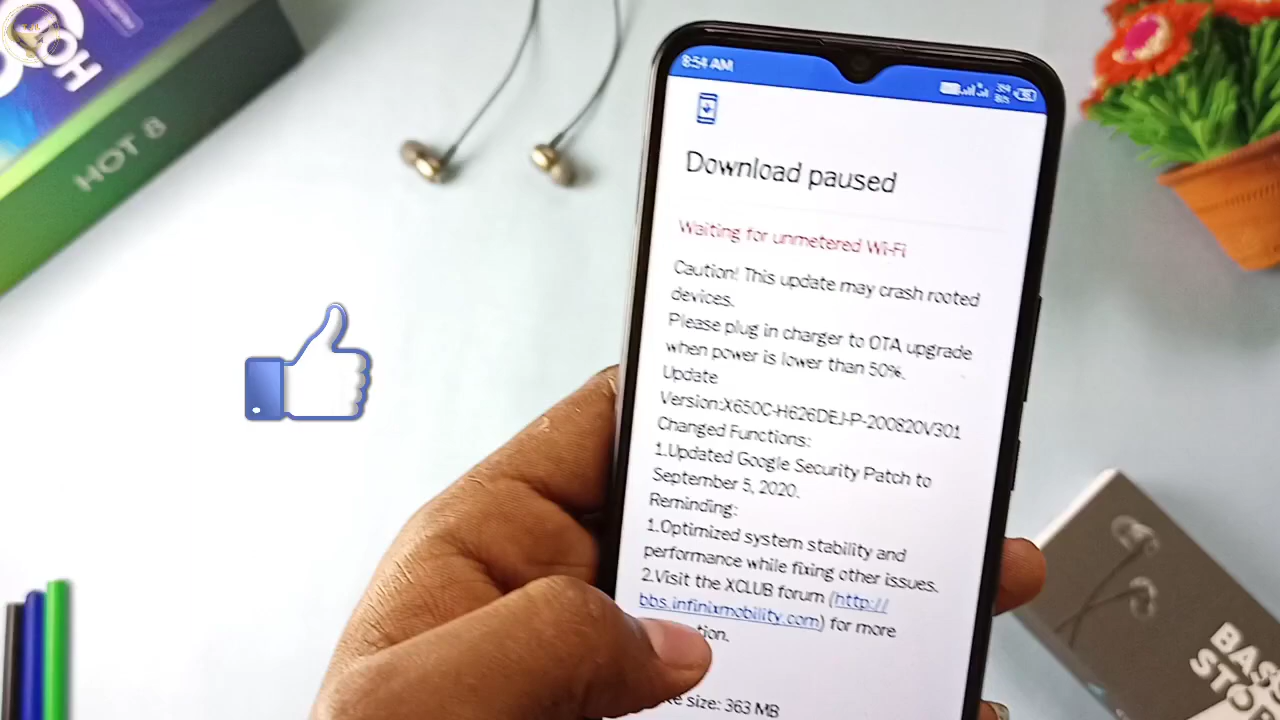 HOT
HOT 8
8:54 AM
Download paused
Waiting for unmetered Wi-Fi
Caution! This update may crash rooted
devices.
Please plug in charger to OTA upgrade
when power is lower than 50%.
Update
Version:X650C-H626DEJ-P-200820V301
Changed Functions:
1.Updated Google Security Patch to
September 5, 2020.
Reminding:
1.Optimized system stability and
performance while fixing other issues.
2.Visit the XCLUB forum (http://
bbs.infinixmobility.com) for more
tion.
size: 363 MB
BASS